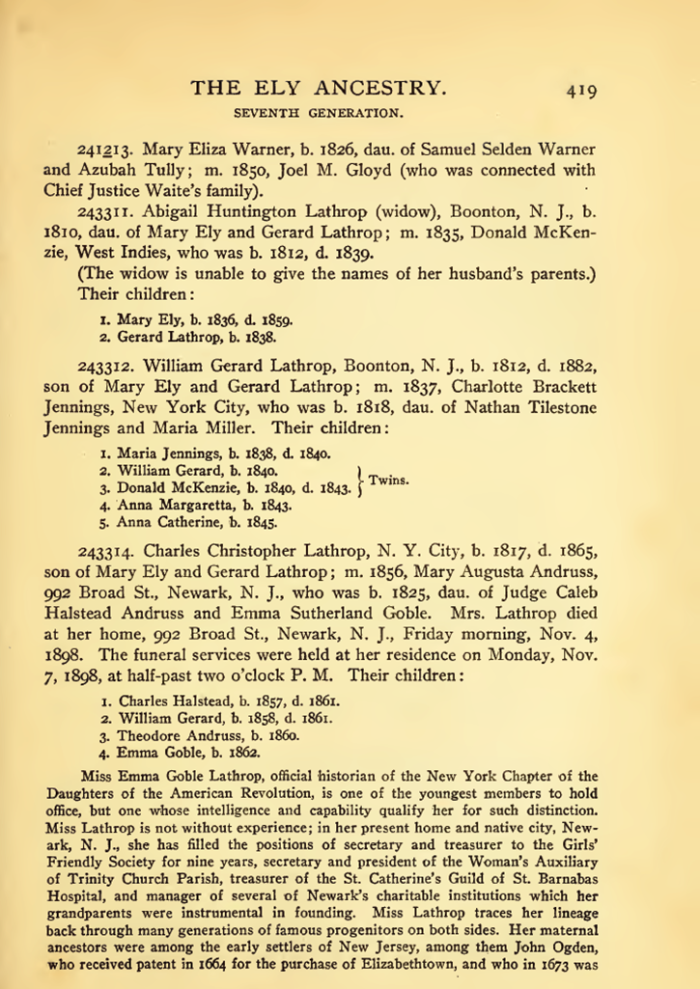 THE ELY ANCESTRY.
419
SEVENTH GENERATION.
241213. Mary Eliza Warner, b. 1826, dau. of Samuel Selden Warner
and Azubah Tully; m. 1850, Joel M. Gloyd (who was connected with
Chief Justice Waite's family).
243311. Abigail Huntington Lathrop (widow), Boonton, N. J., b.
1810, dau. of Mary Ely and Gerard Lathrop; m. 1835, Donald McKen-
zie, West Indies, who was b. 1812, d. 1839.
(The widow is unable to give the names of her husband's parents.)
Their children:
1. Mary Ely, b. 1836, d. 1859.
2. Gerard Lathrop, b. 1838.
243312. William Gerard Lathrop, Boonton, N. J., b. 1812, d. 1882,
son of Mary Ely and Gerard Lathrop; m. 1837, Charlotte Brackett
Jennings, New York City, who was b. 1818, dau. of Nathan Tilestone
Jennings and Maria Miller. Their children:
1. Maria Jennings, b. 1838, d. 1840.
2. William Gerard, b. 1840.
3. Donald McKenzie, b. 1840, d. 1843. } Twins.
4. Anna Margaretta, b. 1843.
5. Anna Catherine, b. 1845.
243314. Charles Christopher Lathrop, N. Y. City, b. 1817, d. 1865,
son of Mary Ely and Gerard Lathrop; m. 1856, Mary Augusta Andruss,
992 Broad St., Newark, N. J., who was b. 1825, dau. of Judge Caleb
Halstead Andruss and Emma Sutherland Goble. Mrs. Lathrop died
at her home, 992 Broad St., Newark, N. J., Friday morning, Nov. 4,
1898. The funeral services were held at her residence on Monday, Nov.
7, 1898, at half-past two o'clock P. M. Their children:
1. Charles Halstead, b. 1857, d. 1861.
2. William Gerard, b. 1858, d. 1861.
3. Theodore Andruss, b. 1860.
4. Emma Goble, b. 1862.
Miss Emma Goble Lathrop, official historian of the New York Chapter of the
Daughters of the American Revolution, is one of the youngest members to hold
office, but one whose intelligence and capability qualify her for such distinction.
Miss Lathrop is not without experience; in her present home and native city, New-
ark, N. J., she has filled the positions of secretary and treasurer to the Girls'
Friendly Society for nine years, secretary and president of the Woman's Auxiliary
of Trinity Church Parish, treasurer of the St. Catherine's Guild of St. Barnabas
Hospital, and manager of several of Newark's charitable institutions which her
grandparents were instrumental in founding. Miss Lathrop traces her lineage
back through many generations of famous progenitors on both sides. Her maternal
ancestors were among the early settlers of New Jersey, among them John Ogden,
who received patent in 1664 for the purchase of Elizabethtown, and who in 1673 was